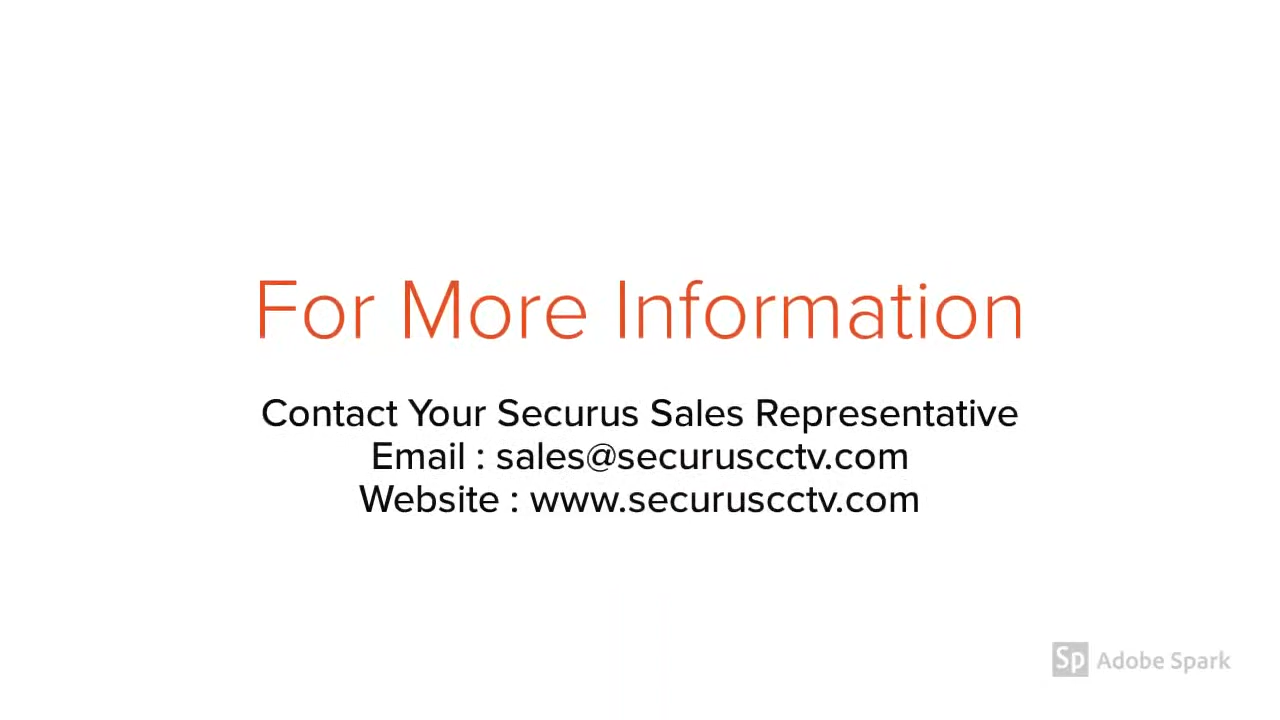 For More Information
Contact Your Securus Sales Representative
Email : sales@securuscctv.com
Website : www.securuscctv.com
Sp Adobe Spark